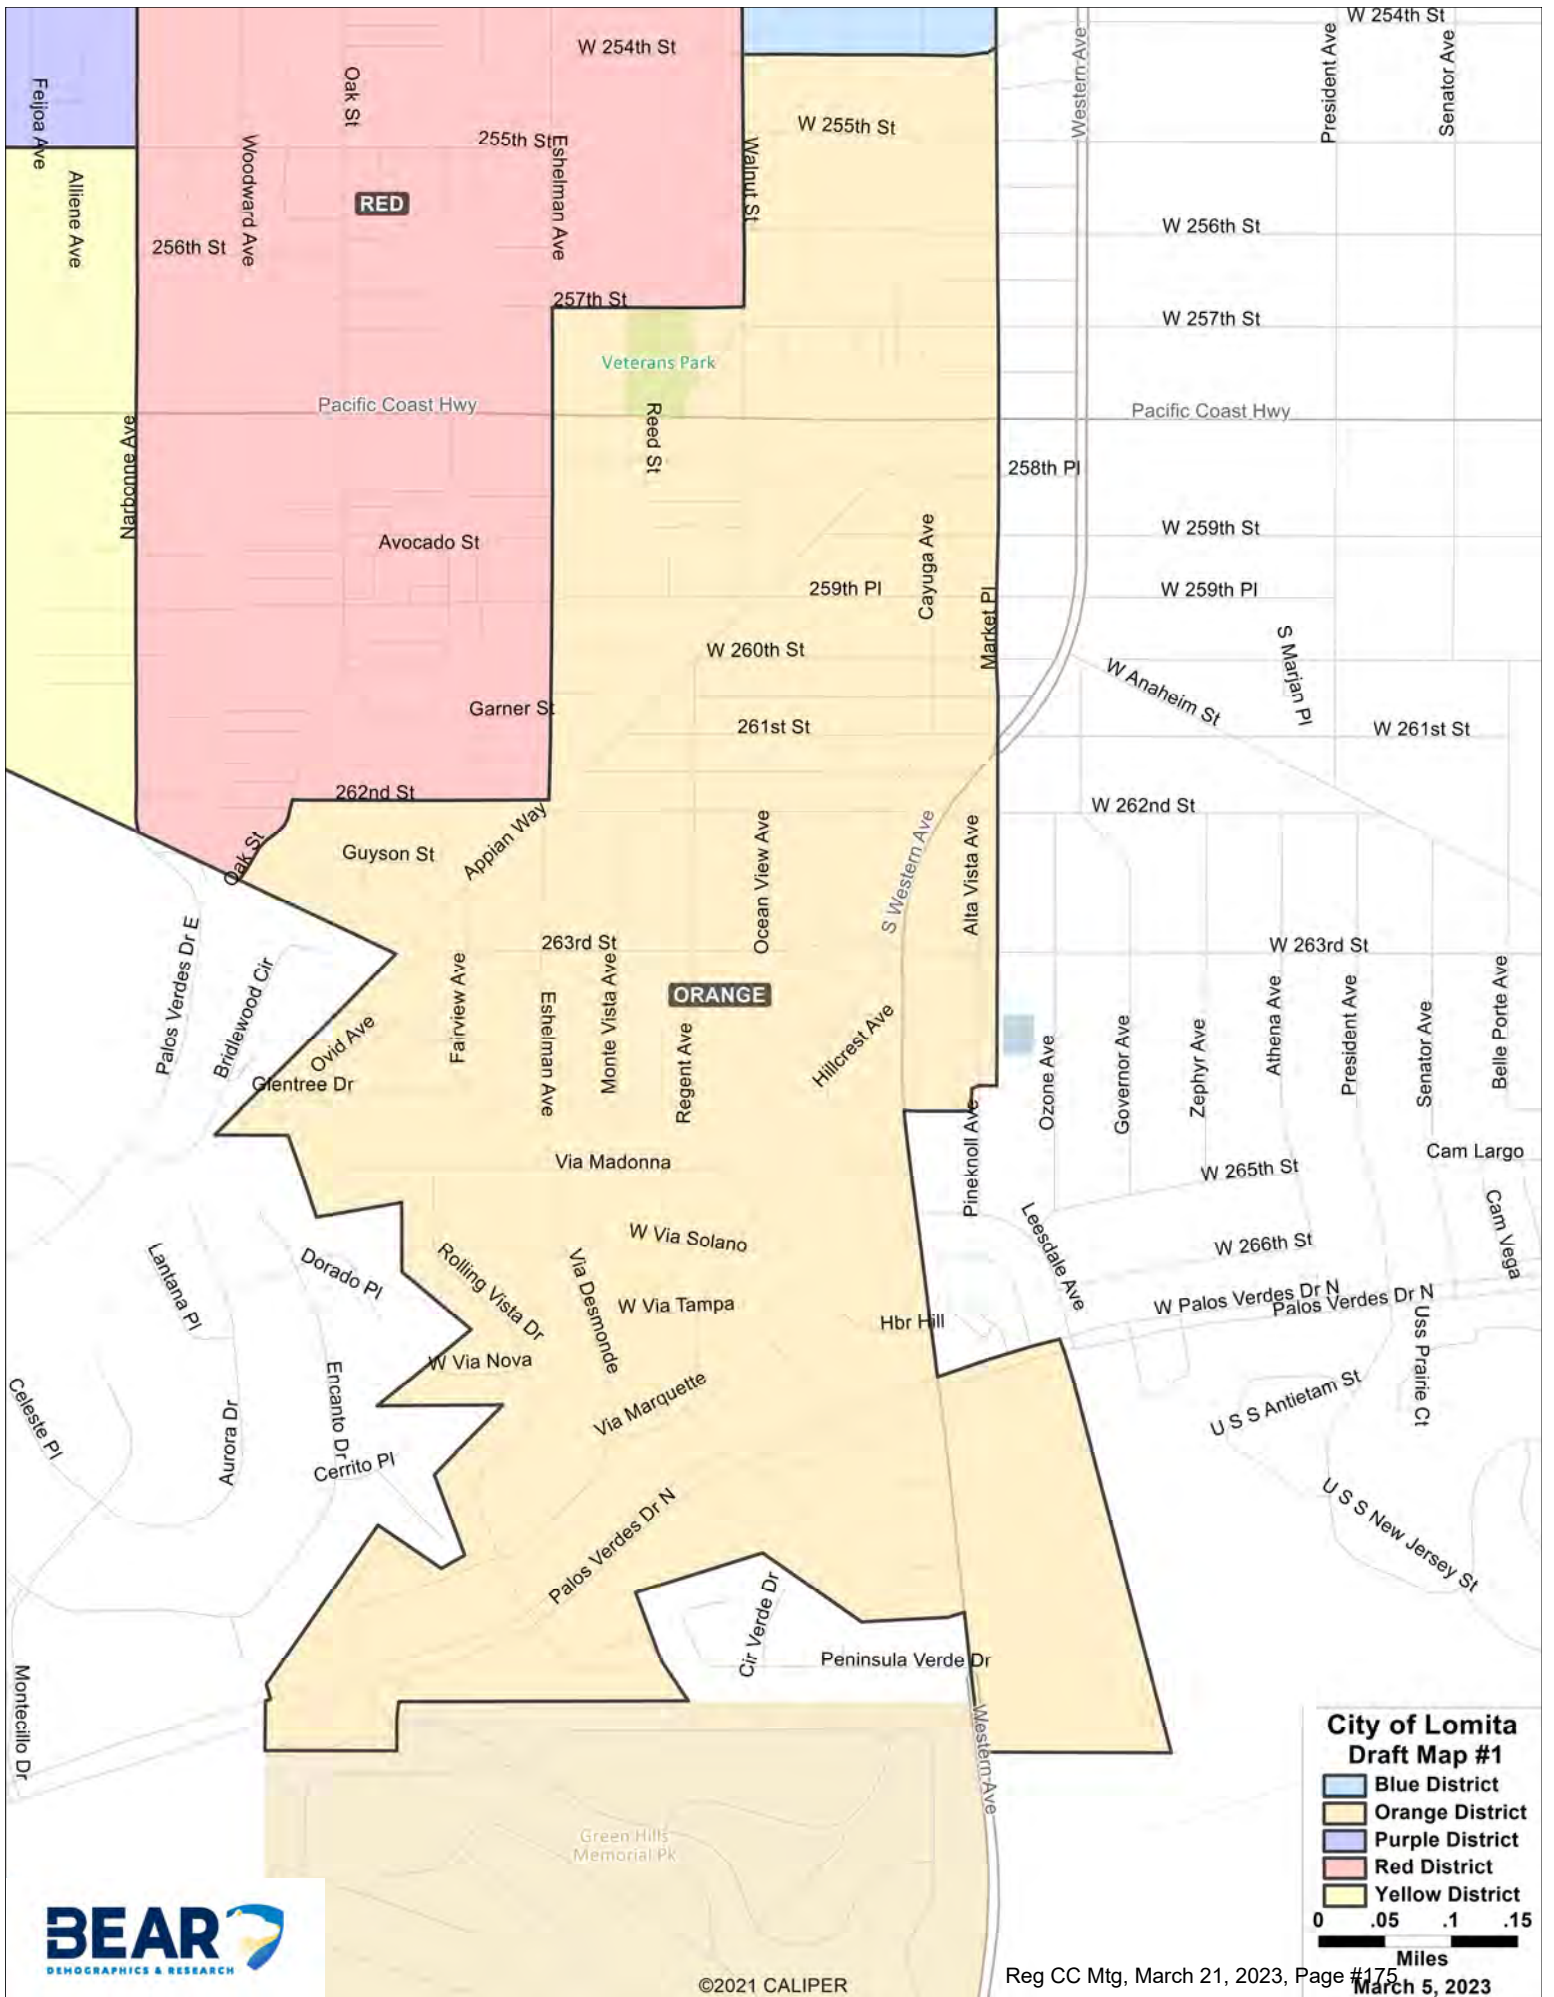 W 254th St
W 254th St
Western Ave
President Ave
Senator Ave
Feijoa Ave
Oak St
W 255th St
255th St
Eshelman Ave
Walnut St
Woodward Ave
Alliene Ave
RED
256th St
W 256th St
257th St
W 257th St
Veterans Park
Pacific Coast Hwy
Pacific Coast Hwy
Narbonne Ave
Reed St
258th Pl
Avocado St
Cayuga Ave
W 259th St
259th Pl
W 259th Pl
Market Pl
W 260th St
S Marjan Pl
W Anaheim St
Garner St
261st St
W 261st St
262nd St
W 262nd St
Appian Way
Ocean View Ave
S Western Ave
Alta Vista Ave
Oak St
Guyson St
263rd St
W 263rd St
Palos Verdes Dr E
Bridlewood Cir
Fairview Ave
Eshelman Ave
Monte Vista Ave
ORANGE
Regent Ave
Hillcrest Ave
Ovid Ave
Glentree Dr
Ozone Ave
Governor Ave
Zephyr Ave
Athena Ave
President Ave
Senator Ave
Belle Porte Ave
Pineknoll Ave
Via Madonna
Cam Largo
W 265th St
Cam Vega
W Via Solano
Leesdale Ave
W 266th St
Lantana Pl
Dorado Pl
Rolling Vista Dr
Via Desmonde
W Via Tampa
Hbr Hill
W Palos Verdes Dr N
Palos Verdes Dr N
W Via Nova
Uss Prairie Ct
Celeste Pl
Aurora Dr
Encanto Dr
Via Marquette
U S S Antietam St
Cerrito Pl
Palos Verdes Dr N
U S S New Jersey St
Cir Verde Dr
Peninsula Verde Dr
Montecillo Dr
Western Ave
Green Hills
Memorial Pk
City of Lomita
Draft Map #1
Blue District
Orange District
Purple District
Red District
Yellow District
0 .05 .1 .15
Miles
March 5, 2023
BEAR
DEMOGRAPHICS & RESEARCH
©2021 CALIPER
Reg CC Mtg, March 21, 2023, Page #175